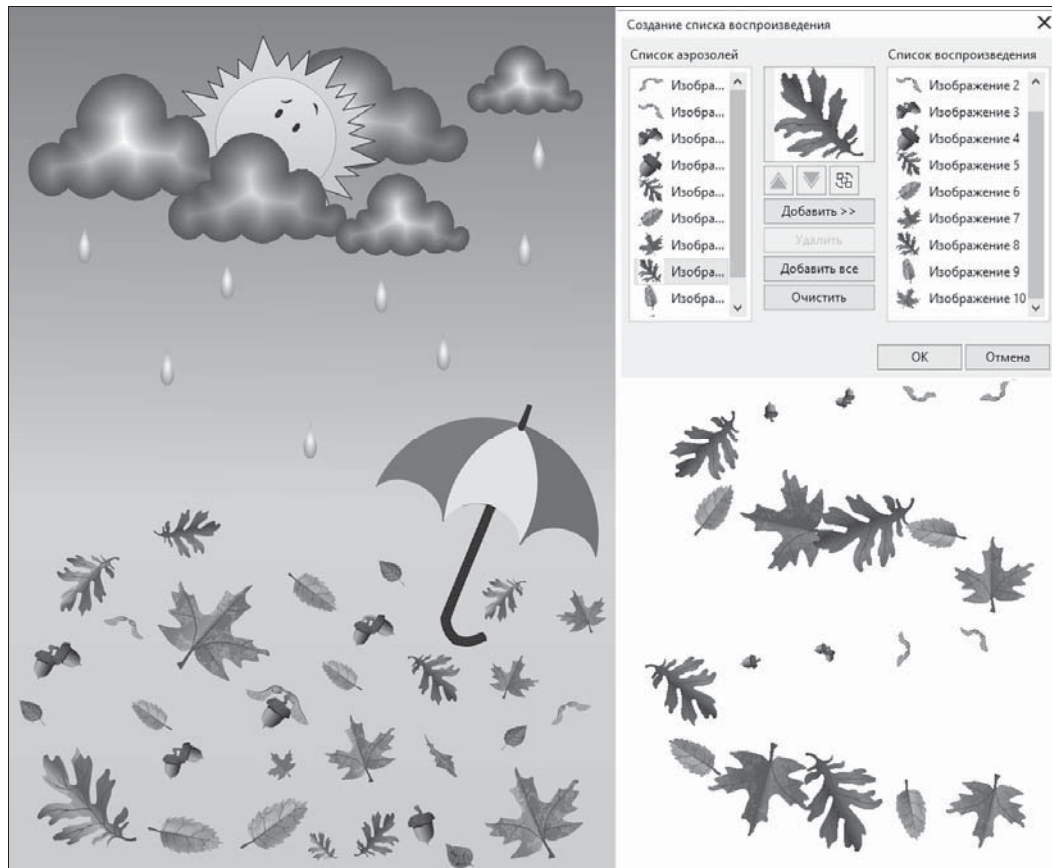 Создание списка воспроизведения
Список аэрозолей
Изобра...
Изобра...
Изобра...
Изобра...
Изобра...
Изобра...
Изобра...
Изобра...
Изобра...
Добавить >>
Удалить
Добавить все
Очистить
Список воспроизведения
Изображение 2
Изображение 3
Изображение 4
Изображение 5
Изображение 6
Изображение 7
Изображение 8
Изображение 9
Изображение 10
ОК
Отмена